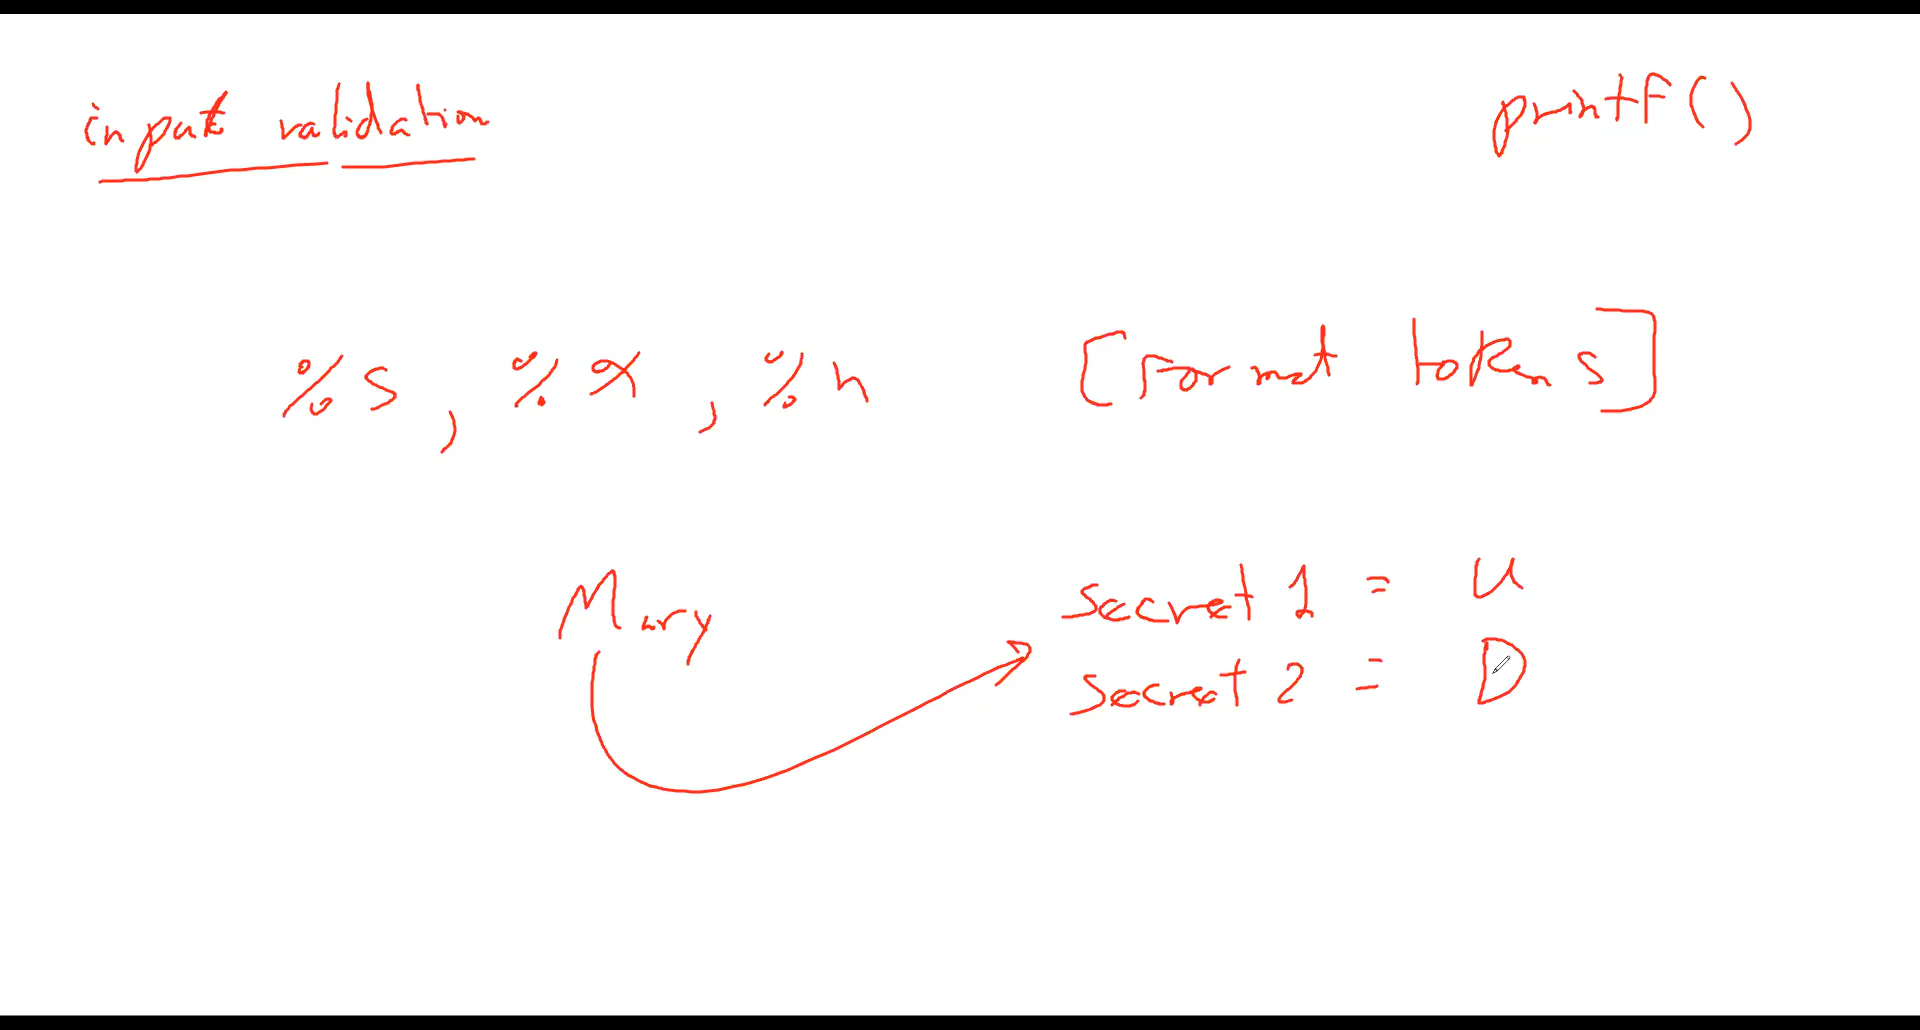 input validation
printf()
%s, %x, %n [Format tokens]
Mary
secret 1 = U
secret 2 = D